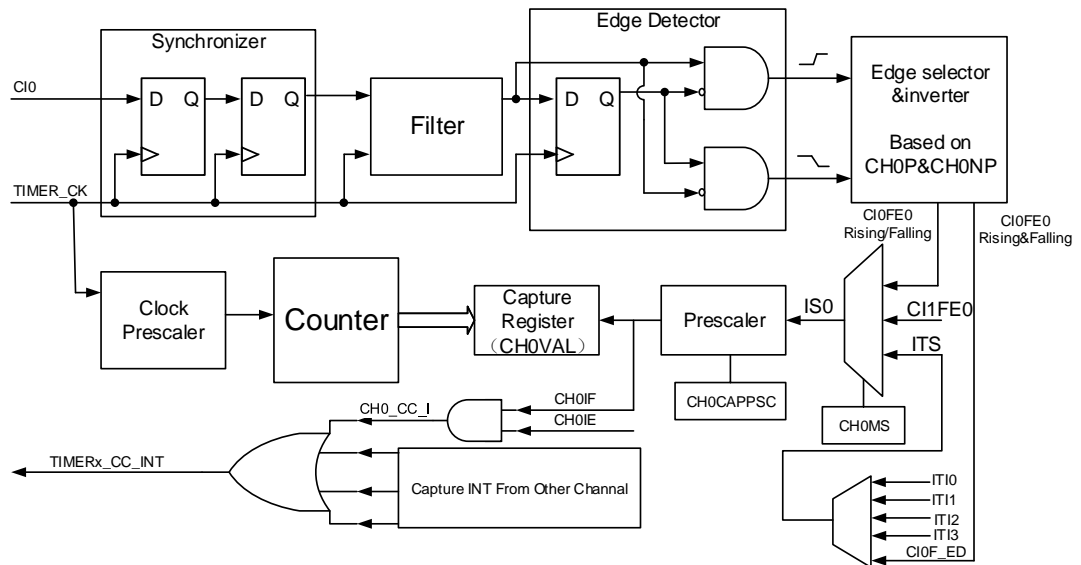 Edge Detector
Synchronizer
CI0
D
Q
D
Q
Filter
D
Q
Edge selector
&inverter
Based on
CH0P&CH0NP
TIMER_CK
CI0FE0
Rising/Falling
CI0FE0
Rising&Falling
Clock
Prescaler
Counter
Capture
Register
（CH0VAL）
Prescaler
IS0
CI1FE0
ITS
CH0CAPPSC
CH0MS
CH0_CC_I
CH0IF
CH0IE
TIMERx_CC_INT
Capture INT From Other Channel
ITI0
ITI1
ITI2
ITI3
CI0F_ED